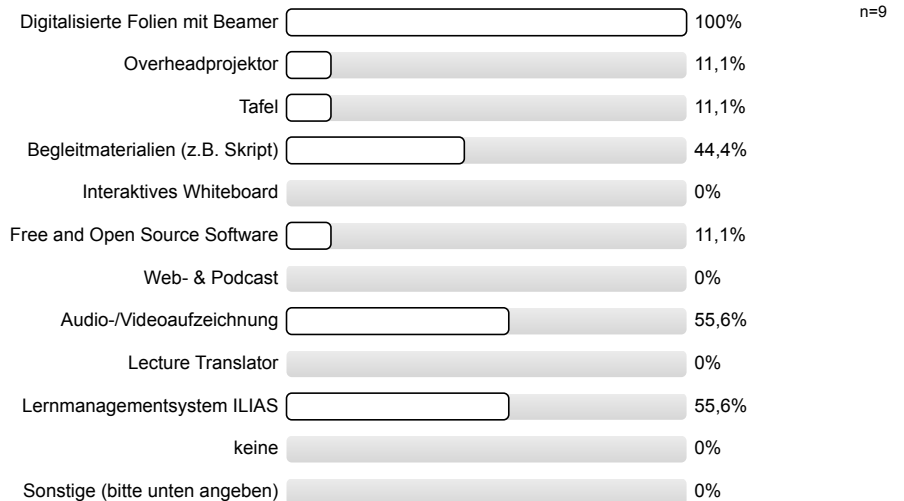 Digitalisierte Folien mit Beamer 100% n=9
Overheadprojektor 11,1%
Tafel 11,1%
Begleitmaterialien (z.B. Skript) 44,4%
Interaktives Whiteboard 0%
Free and Open Source Software 11,1%
Web- & Podcast 0%
Audio-/Videoaufzeichnung 55,6%
Lecture Translator 0%
Lernmanagementsystem ILIAS 55,6%
keine 0%
Sonstige (bitte unten angeben) 0%